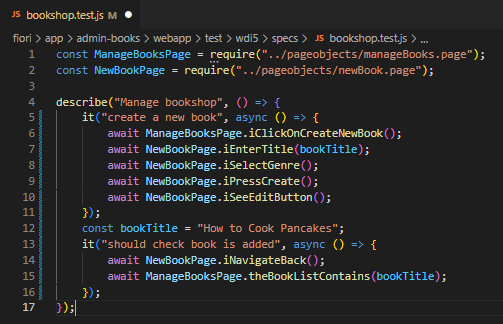 JS bookshop.test.js M ●
fiori > app > admin-books > webapp > test > wdi5 > specs > JS bookshop.test.js > ...
1 const ManageBooksPage = require("../pageobjects/manageBooks.page");
2 const NewBookPage = require("../pageobjects/newBook.page");
3
4 describe("Manage bookshop", () => {
5     it("create a new book", async () => {
6         await ManageBooksPage.iClickOnCreateNewBook();
7         await NewBookPage.iEnterTitle(bookTitle);
8         await NewBookPage.iSelectGenre();
9         await NewBookPage.iPressCreate();
10         await NewBookPage.iSeeEditButton();
11     });
12     const bookTitle = "How to Cook Pancakes";
13     it("should check book is added", async () => {
14         await NewBookPage.iNavigateBack();
15         await ManageBooksPage.theBookListContains(bookTitle);
16     });
17 });